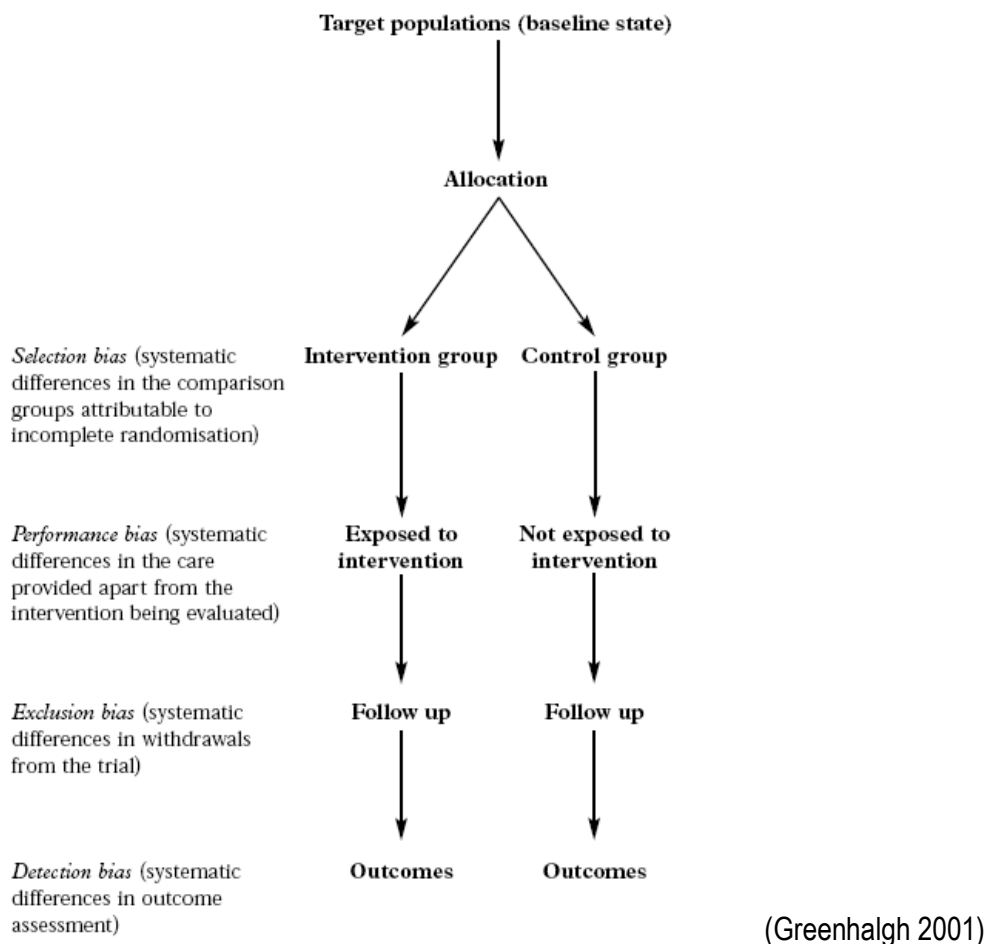 Target populations (baseline state)
Allocation
Selection bias (systematic
differences in the comparison
groups attributable to
incomplete randomisation)
Intervention group
Control group
Performance bias (systematic
differences in the care
provided apart from the
intervention being evaluated)
Exposed to
intervention
Not exposed to
intervention
Exclusion bias (systematic
differences in withdrawals
from the trial)
Follow up
Follow up
Detection bias (systematic
differences in outcome
assessment)
Outcomes
Outcomes
(Greenhalgh 2001)